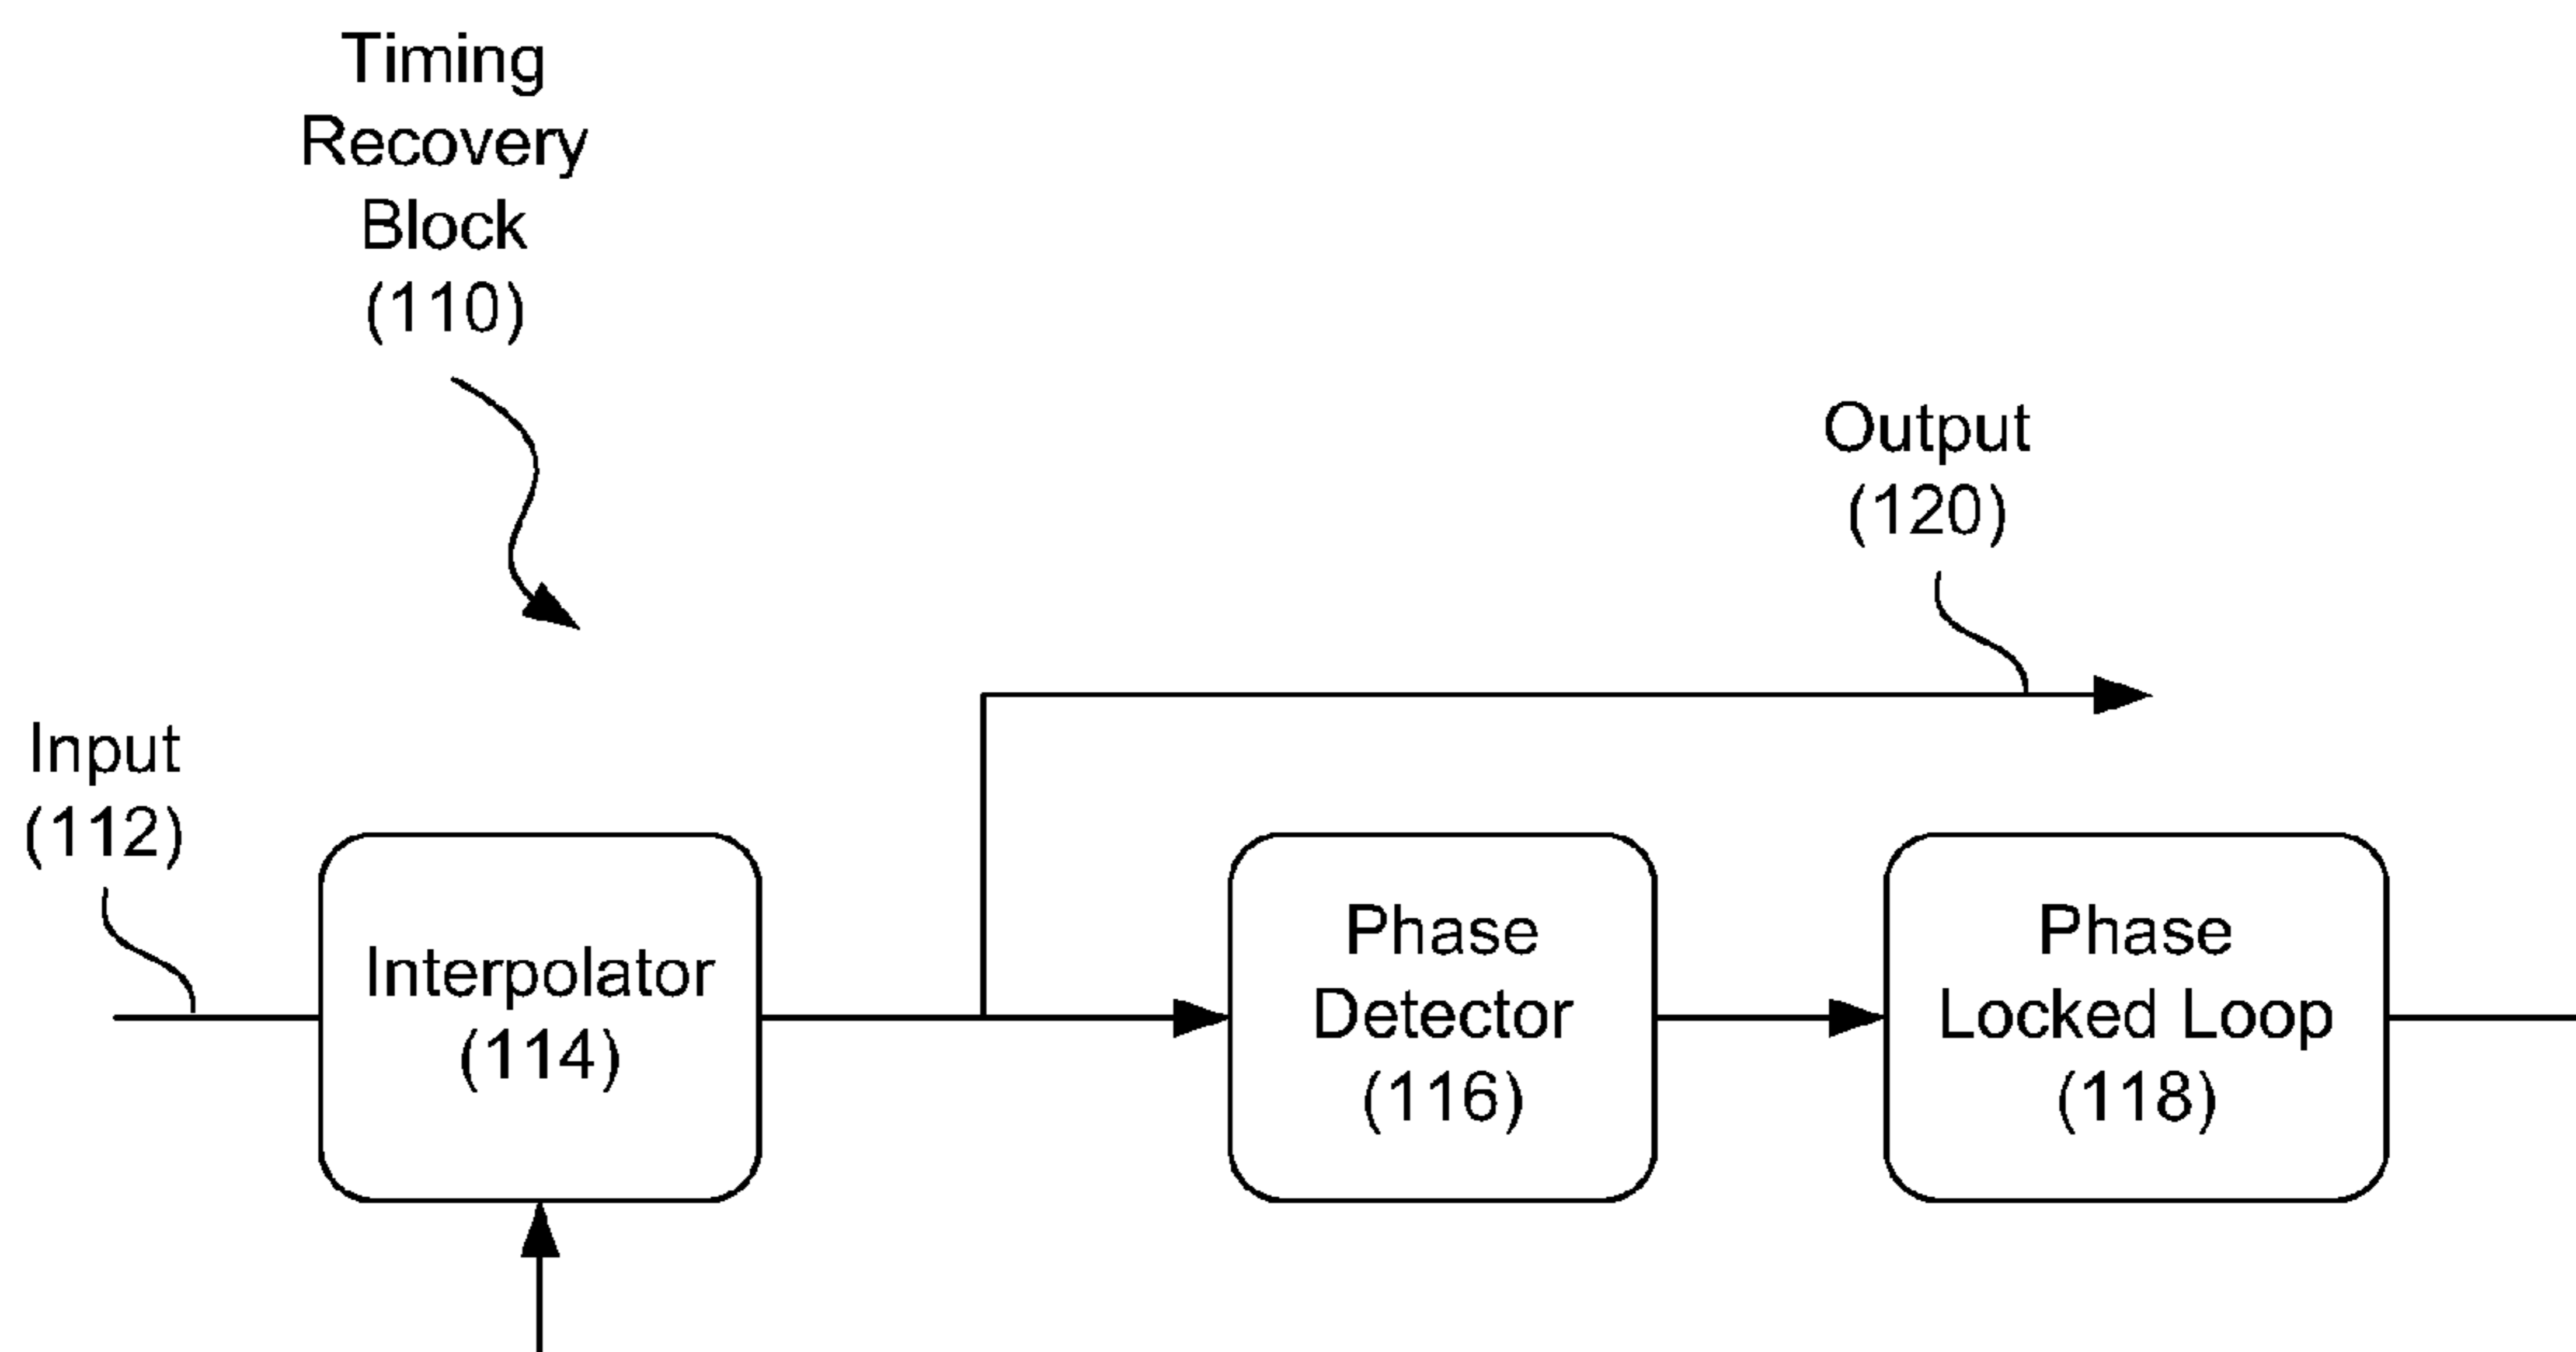 Timing
Recovery
Block
(110)
Output
(120)
Input
(112)
Interpolator
(114)
Phase
Detector
(116)
Phase
Locked Loop
(118)